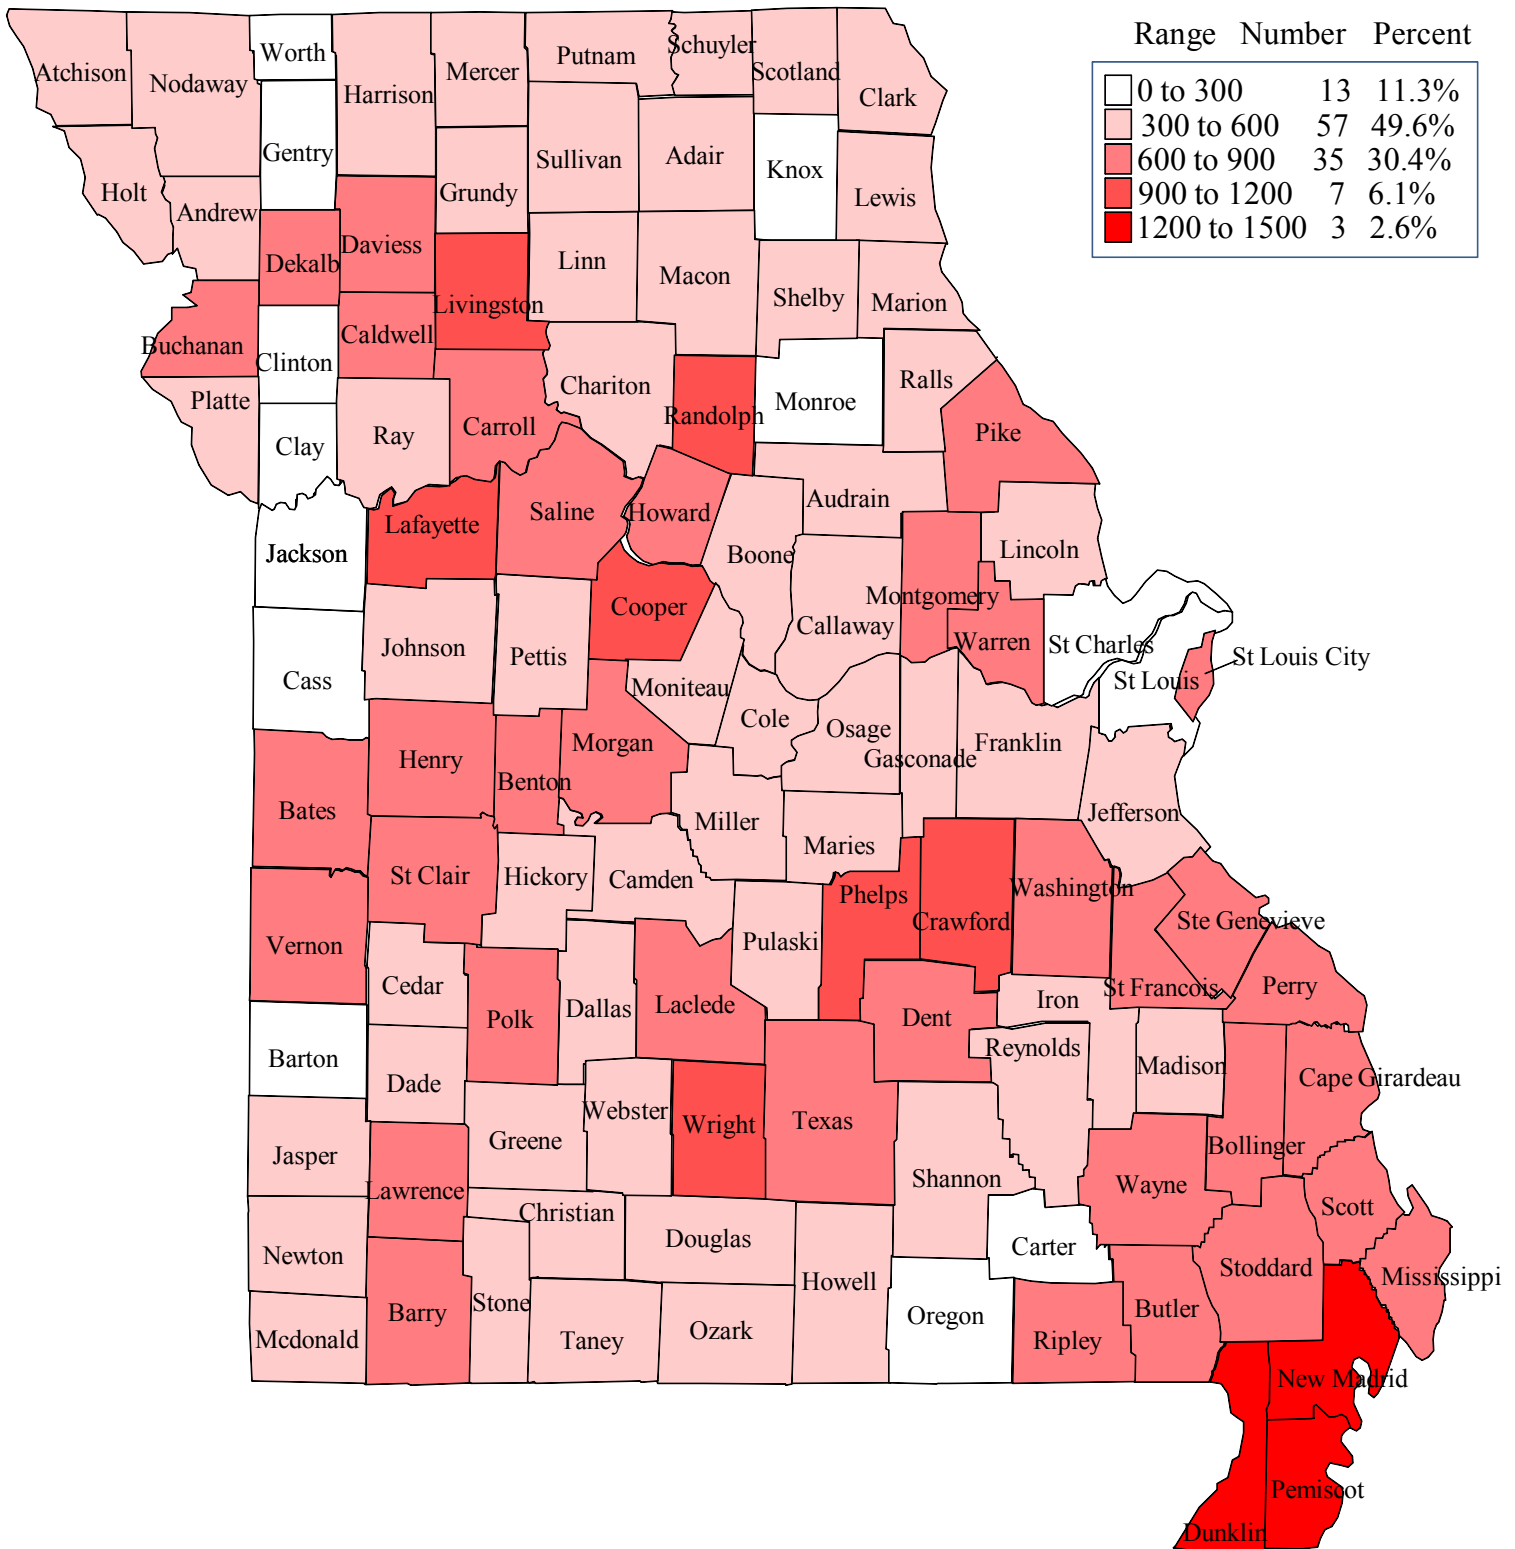 Range Number Percent
0 to 300 13 11.3%
300 to 600 57 49.6%
600 to 900 35 30.4%
900 to 1200 7 6.1%
1200 to 1500 3 2.6%
Atchison
Nodaway
Worth
Harrison
Mercer
Putnam
Schuyler
Scotland
Clark
Gentry
Holt
Andrew
Grundy
Sullivan
Adair
Knox
Lewis
Dekalb
Daviess
Livingston
Linn
Macon
Shelby
Marion
Buchanan
Clinton
Caldwell
Chariton
Randolph
Monroe
Ralls
Pike
Platte
Clay
Ray
Carroll
Audrain
Jackson
Lafayette
Saline
Howard
Boone
Lincoln
Callaway
Montgomery
Warren
St Charles
St Louis
St Louis City
Cass
Johnson
Pettis
Cooper
Moniteau
Cole
Osage
Gasconade
Franklin
Jefferson
Bates
Henry
Benton
Morgan
Miller
Maries
Vernon
St Clair
Hickory
Camden
Pulaski
Phelps
Crawford
Washington
Ste Genevieve
St Francois
Perry
Barton
Cedar
Polk
Dallas
Laclede
Dent
Iron
Reynolds
Madison
Cape Girardeau
Bollinger
Dade
Jasper
Greene
Webster
Wright
Texas
Shannon
Wayne
Scott
Lawrence
Christian
Douglas
Howell
Carter
Stoddard
Mississippi
Newton
Barry
Stone
Taney
Ozark
Oregon
Ripley
Butler
Mcdonald
New Madrid
Pemiscot
Dunklin